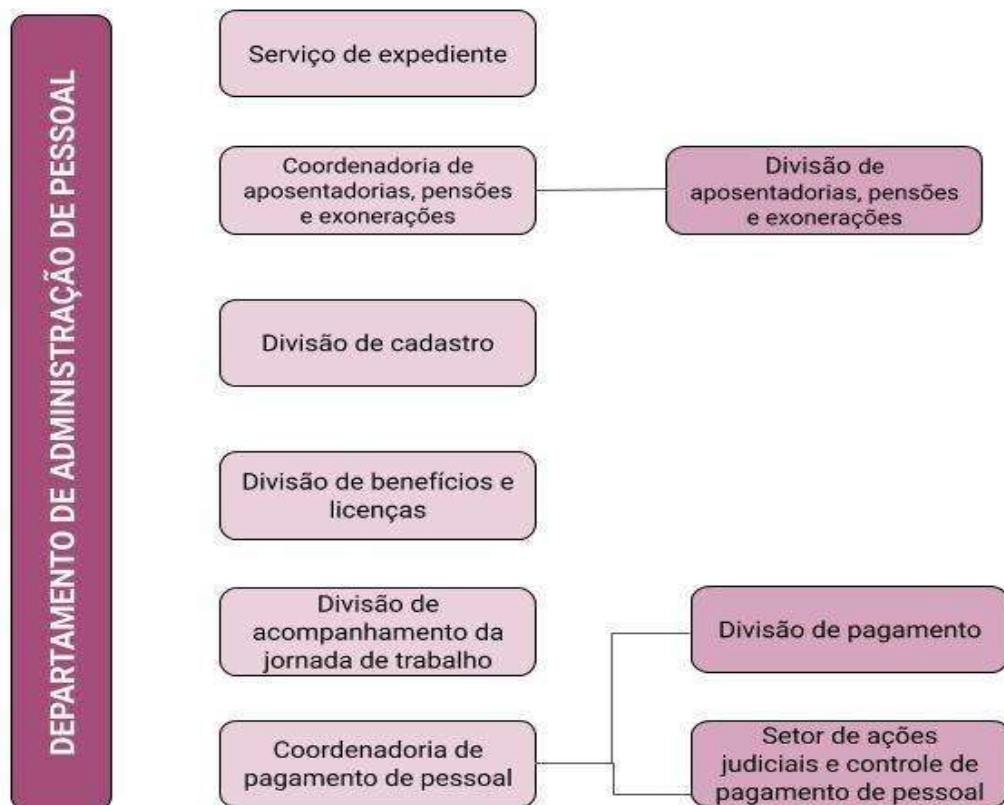 DEPARTAMENTO DE ADMINISTRAÇÃO DE PESSOAL
Serviço de expediente
Coordenadoria de
aposentadorias, pensões
e exonerações
Divisão de
aposentadorias, pensões
e exonerações
Divisão de cadastro
Divisão de benefícios e
licenças
Divisão de
acompanhamento da
jornada de trabalho
Divisão de pagamento
Coordenadoria de
pagamento de pessoal
Setor de ações
judiciais e controle de
pagamento de pessoal